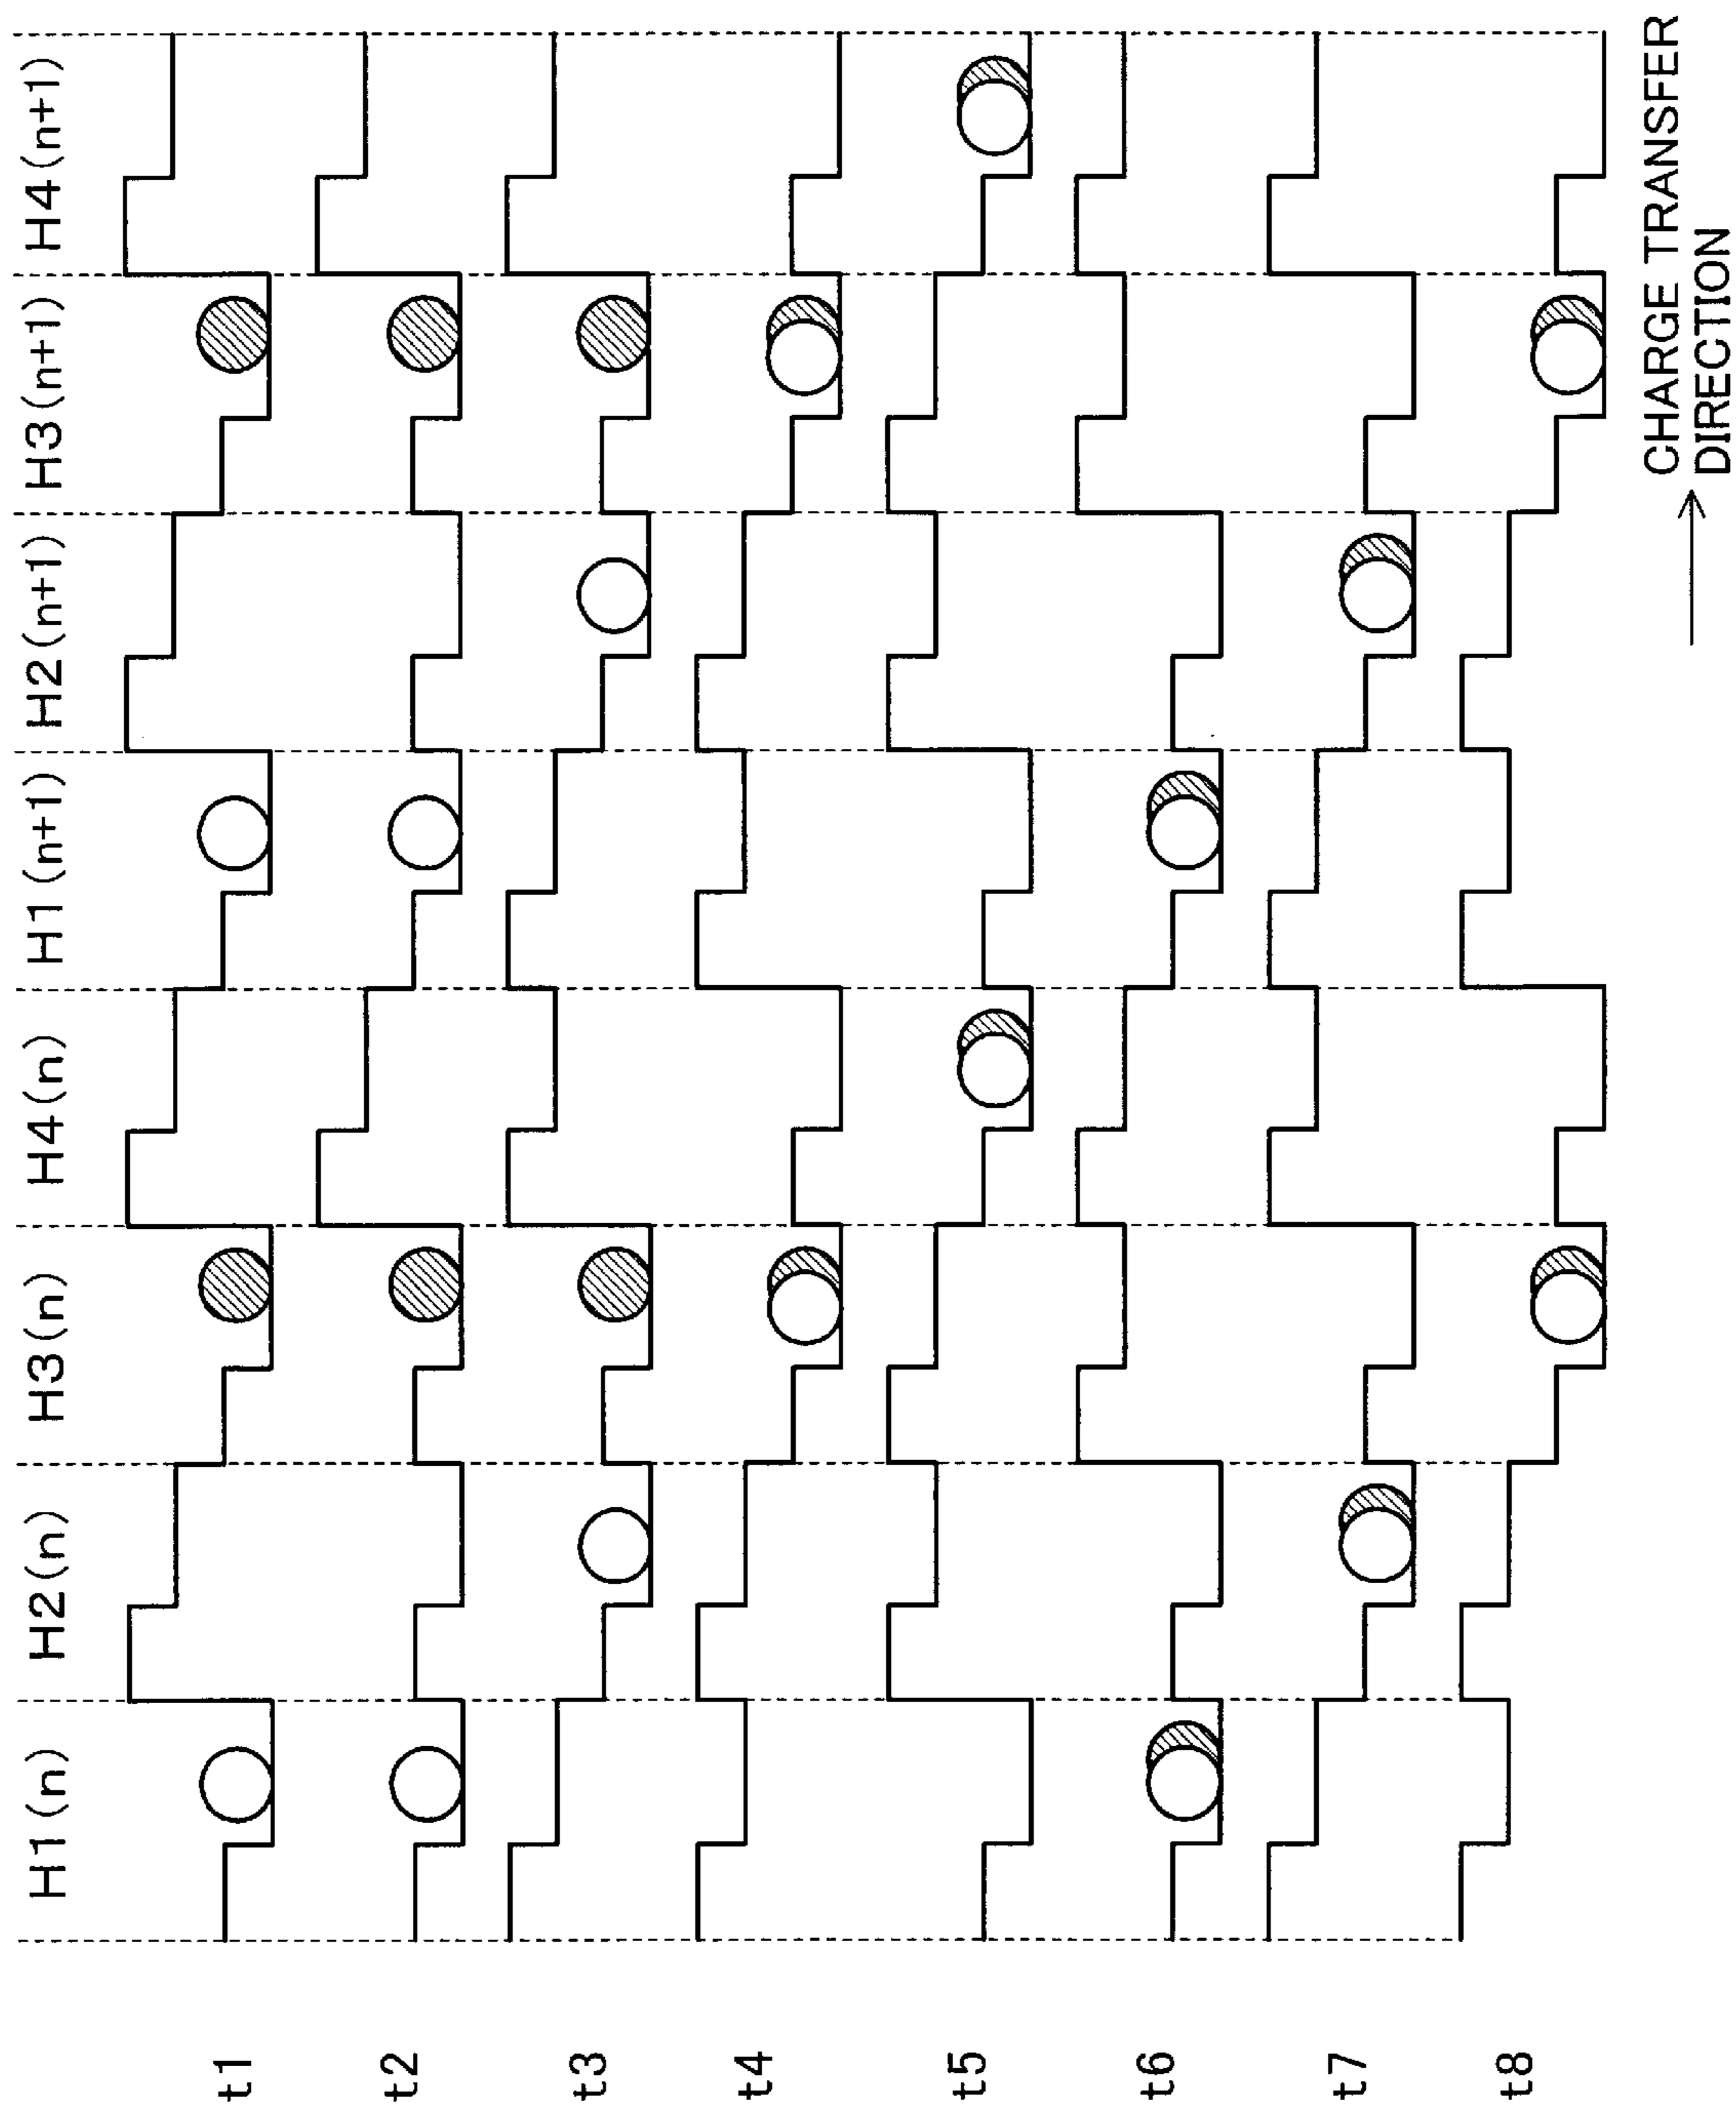 H1(n) H2(n) H3(n) H4(n) H1(n+1) H2(n+1) H3(n+1) H4(n+1)
t1
t2
t3
t4
t5
t6
t7
t8
CHARGE TRANSFER
DIRECTION